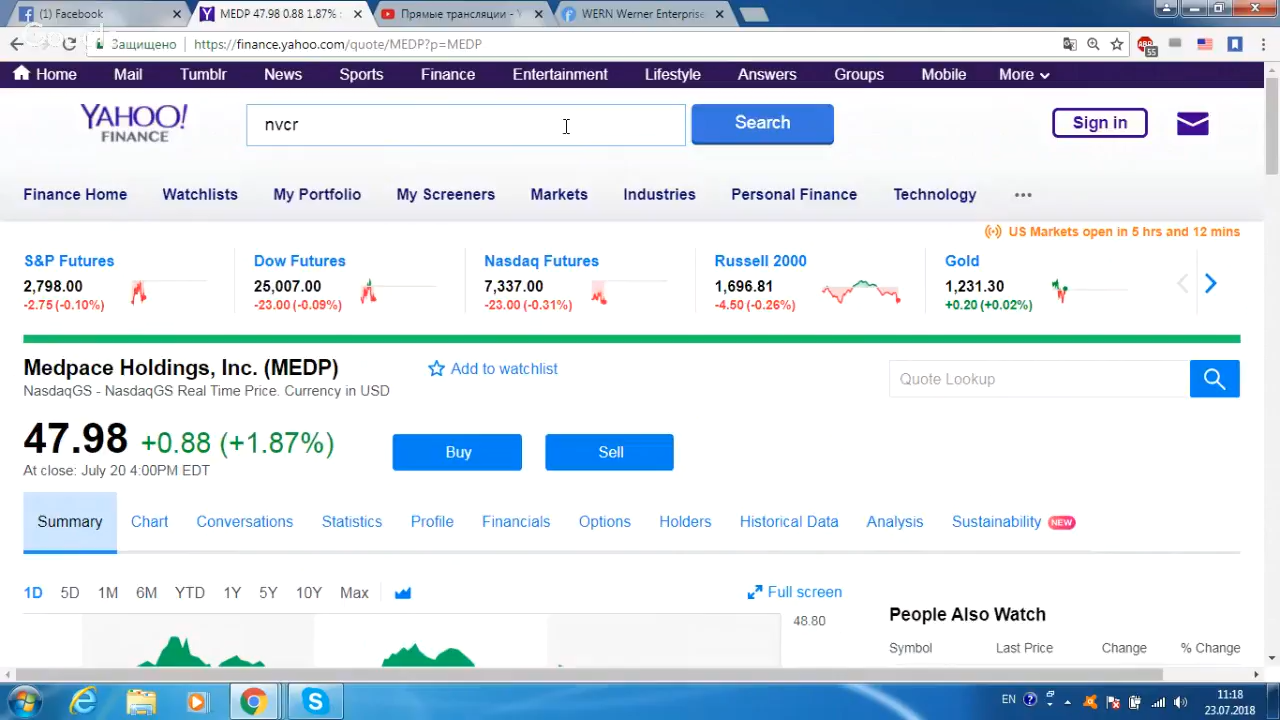 (1) Facebook
MEDP 47.98 0.88 1.87%
Прямые трансляции - Y
WERN Werner Enterprise
Защищено
https://finance.yahoo.com/quote/MEDP?p=MEDP
55
Home Mail Tumblr News Sports Finance Entertainment Lifestyle Answers Groups Mobile More
YAHOO!
FINANCE
nvcr
Search
Sign in
Finance Home Watchlists My Portfolio My Screeners Markets Industries Personal Finance Technology •••
US Markets open in 5 hrs and 12 mins
S&P Futures
2,798.00
-2.75 (-0.10%)
Dow Futures
25,007.00
-23.00 (-0.09%)
Nasdaq Futures
7,337.00
-23.00 (-0.31%)
Russell 2000
1,696.81
-4.50 (-0.26%)
Gold
1,231.30
+0.20 (+0.02%)
Medpace Holdings, Inc. (MEDP)
Add to watchlist
NasdaqGS - NasdaqGS Real Time Price. Currency in USD
Quote Lookup
47.98 +0.88 (+1.87%)
At close: July 20 4:00PM EDT
Buy
Sell
Summary Chart Conversations Statistics Profile Financials Options Holders Historical Data Analysis Sustainability NEW
1D 5D 1M 6M YTD 1Y 5Y 10Y Max
Full screen
48.80
People Also Watch
Symbol Last Price Change % Change
EN
11:18
23.07.2018